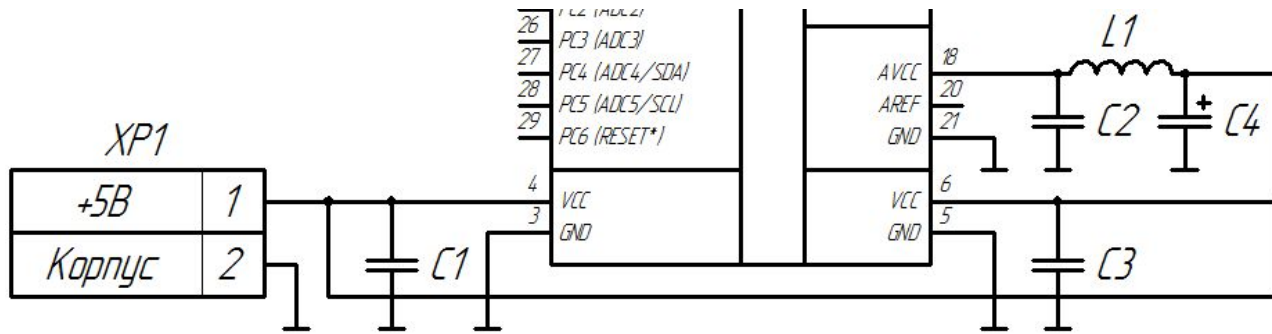 PC2 (ADC2)
26
PC3 (ADC3)
27
PC4 (ADC4/SDA)
28
PC5 (ADC5/SCL)
29
PC6 (RESET*)
4
VCC
3
GND
AVCC
18
AREF
20
GND
21
VCC
6
GND
5
L1
C2
+
C4
C3
XP1
+5В 1
Корпус 2
C1